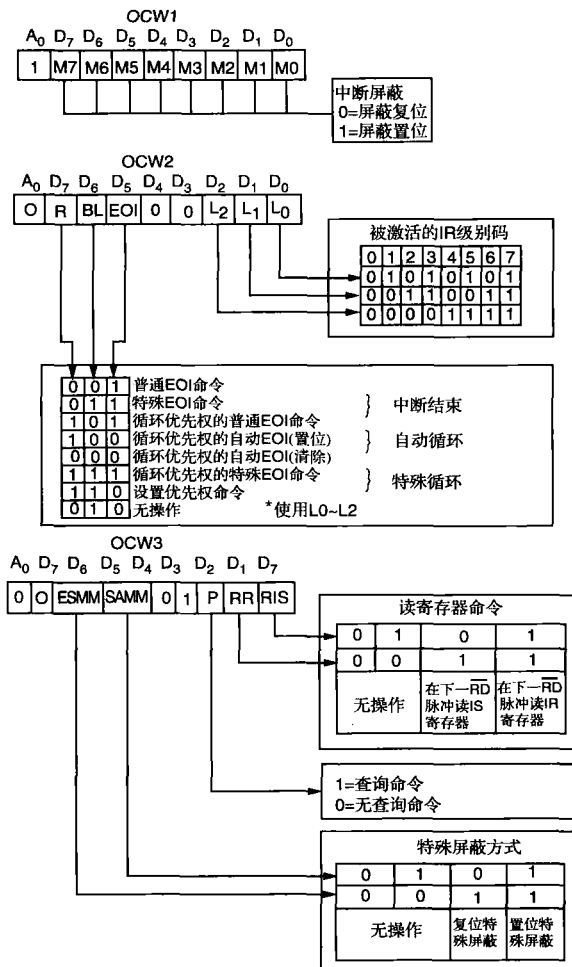 OCW1
A0 D7 D6 D5 D4 D3 D2 D1 D0
1 M7 M6 M5 M4 M3 M2 M1 M0
中断屏蔽
0=屏蔽复位
1=屏蔽置位
OCW2
A0 D7 D6 D5 D4 D3 D2 D1 D0
O R BL EOI 0 0 L2 L1 L0
被激活的IR级别码
0 1 2 3 4 5 6 7
0 1 0 1 0 1 0 1
0 0 1 1 0 0 1 1
0 0 0 0 1 1 1 1
0 0 1 普通EOI命令
0 1 1 特殊EOI命令
} 中断结束
1 0 1 循环优先权的普通EOI命令
1 0 0 循环优先权的自动EOI(置位)
} 自动循环
0 0 0 循环优先权的自动EOI(清除)
1 1 1 循环优先权的特殊EOI命令
} 特殊循环
1 1 0 设置优先权命令
0 1 0 无操作 *使用L0~L2
OCW3
A0 D7 D6 D5 D4 D3 D2 D1 D7
0 O ESMM SAMM 0 1 P RR RIS
读寄存器命令
0 1 0 1
0 0 1 1
无操作
在下一RD脉冲读IS寄存器
在下一RD脉冲读IR寄存器
1=查询命令
0=无查询命令
特殊屏蔽方式
0 1 0 1
0 0 1 1
无操作
复位特殊屏蔽
置位特殊屏蔽